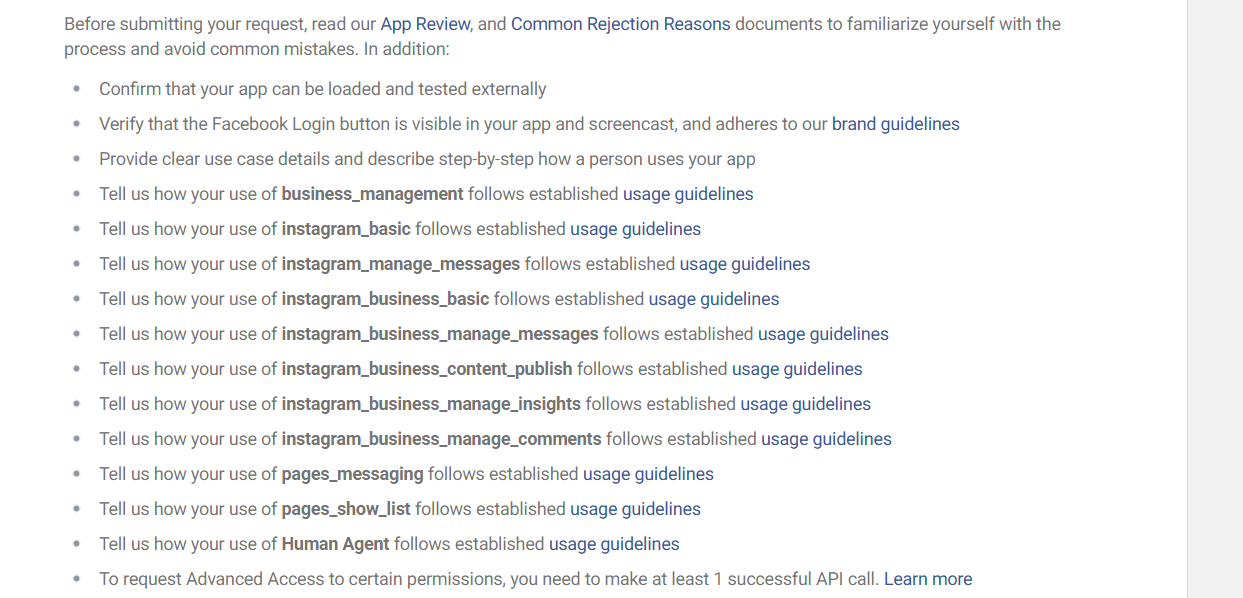 Before submitting your request, read our App Review, and Common Rejection Reasons documents to familiarize yourself with the
process and avoid common mistakes. In addition:
Confirm that your app can be loaded and tested externally
Verify that the Facebook Login button is visible in your app and screencast, and adheres to our brand guidelines
Provide clear use case details and describe step-by-step how a person uses your app
Tell us how your use of business_management follows established usage guidelines
Tell us how your use of instagram_basic follows established usage guidelines
Tell us how your use of instagram_manage_messages follows established usage guidelines
Tell us how your use of instagram_business_basic follows established usage guidelines
Tell us how your use of instagram_business_manage_messages follows established usage guidelines
Tell us how your use of instagram_business_content_publish follows established usage guidelines
Tell us how your use of instagram_business_manage_insights follows established usage guidelines
Tell us how your use of instagram_business_manage_comments follows established usage guidelines
Tell us how your use of pages_messaging follows established usage guidelines
Tell us how your use of pages_show_list follows established usage guidelines
Tell us how your use of Human Agent follows established usage guidelines
To request Advanced Access to certain permissions, you need to make at least 1 successful API call. Learn more